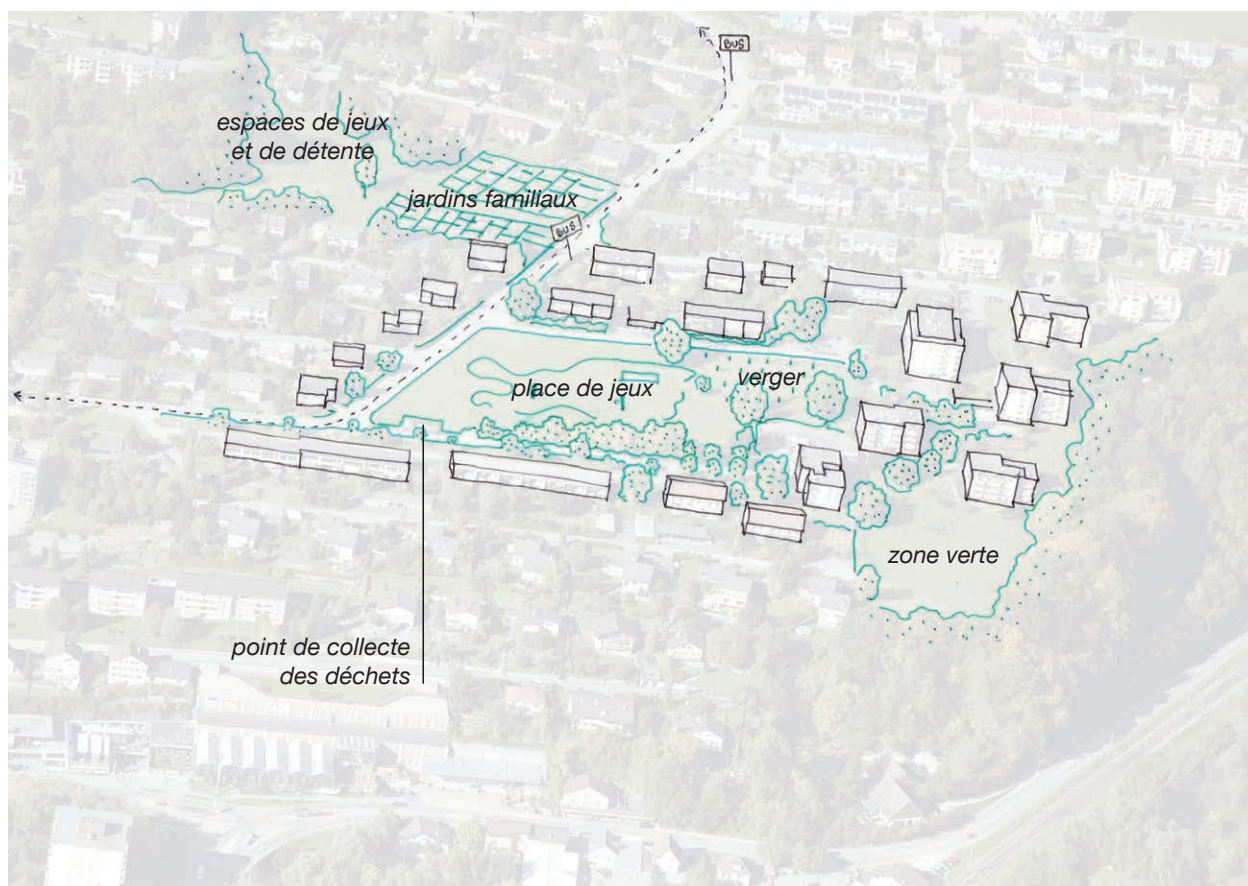 BUS
espaces de jeux
et de détente
jardins familiaux
BUS
place de jeux
verger
zone verte
point de collecte
des déchets